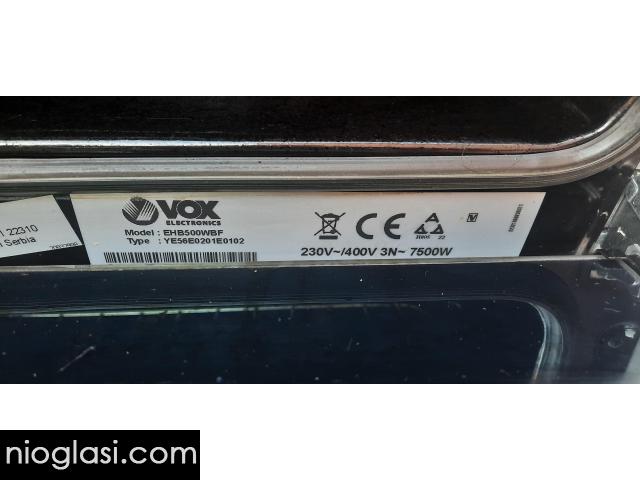 VOX
ELECTRONICS
Model: EHB500WBF
Type : YE56E0201E0102
CE
230V~/400V 3N~ 7500W
22310
Serbia
nioglasi.com